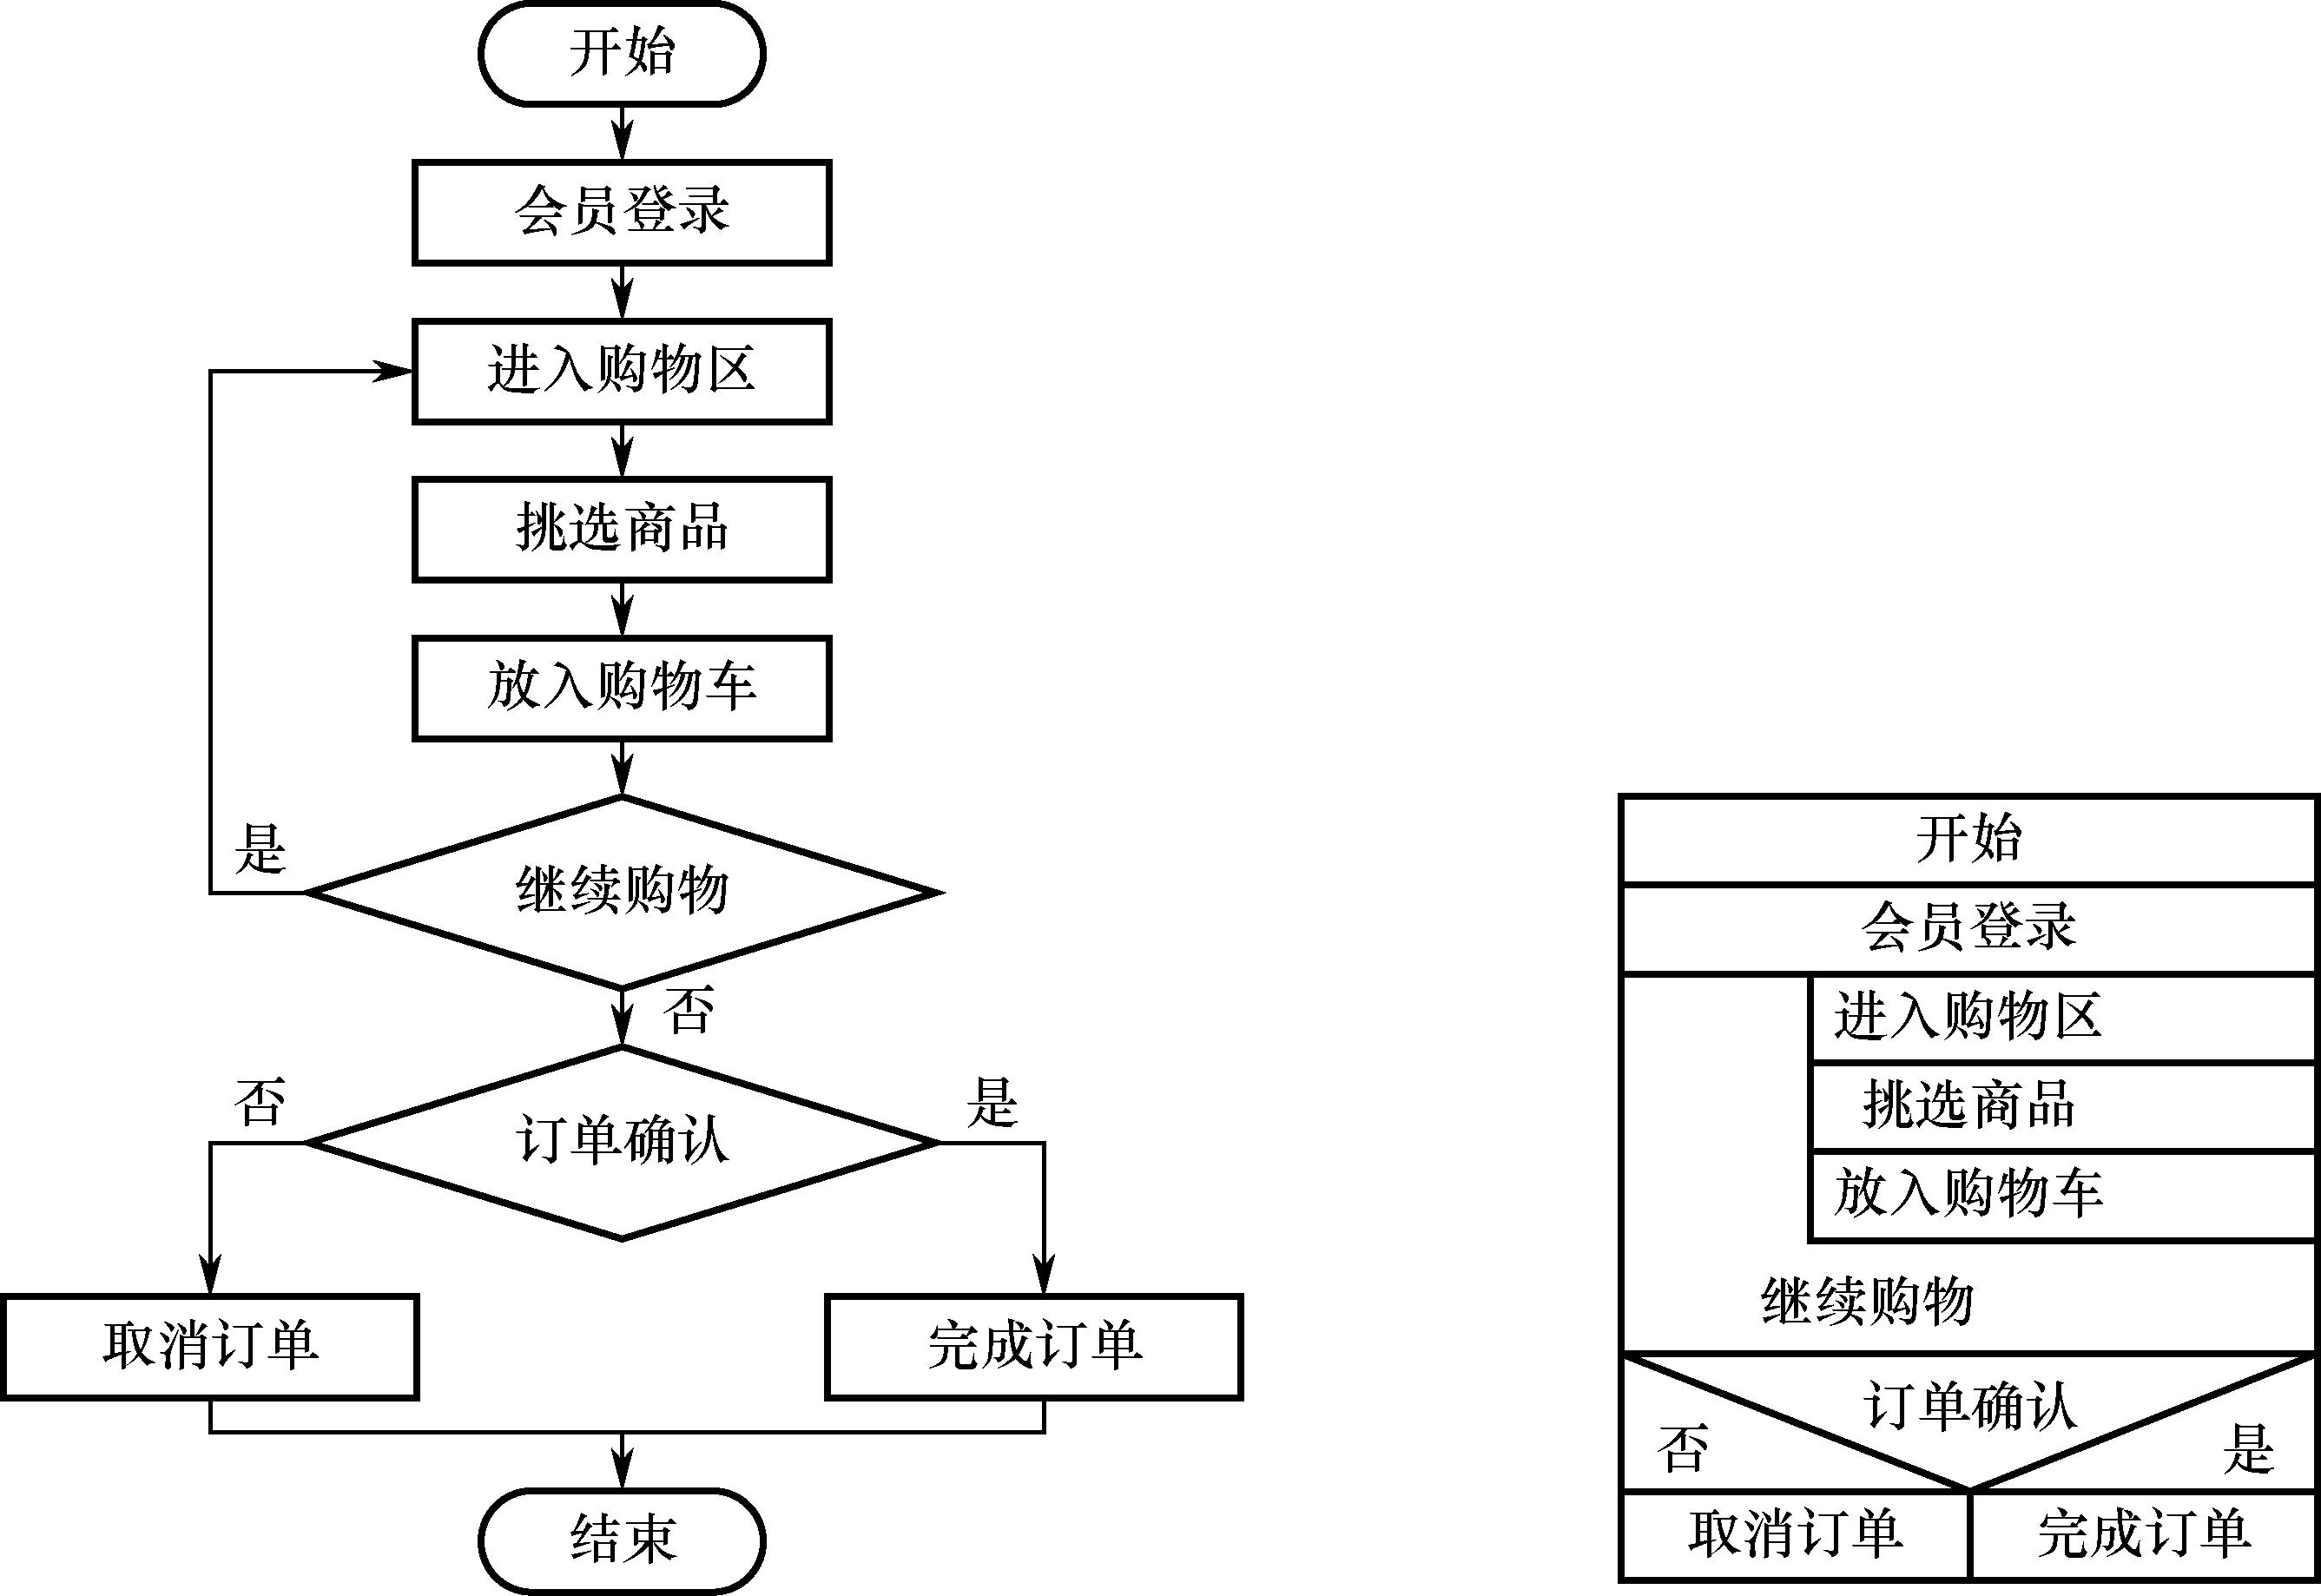 开始
会员登录
进入购物区
挑选商品
放入购物车
是
继续购物
否
否
订单确认
是
取消订单
完成订单
结束
开始
会员登录
进入购物区
挑选商品
放入购物车
继续购物
订单确认
否
是
取消订单
完成订单